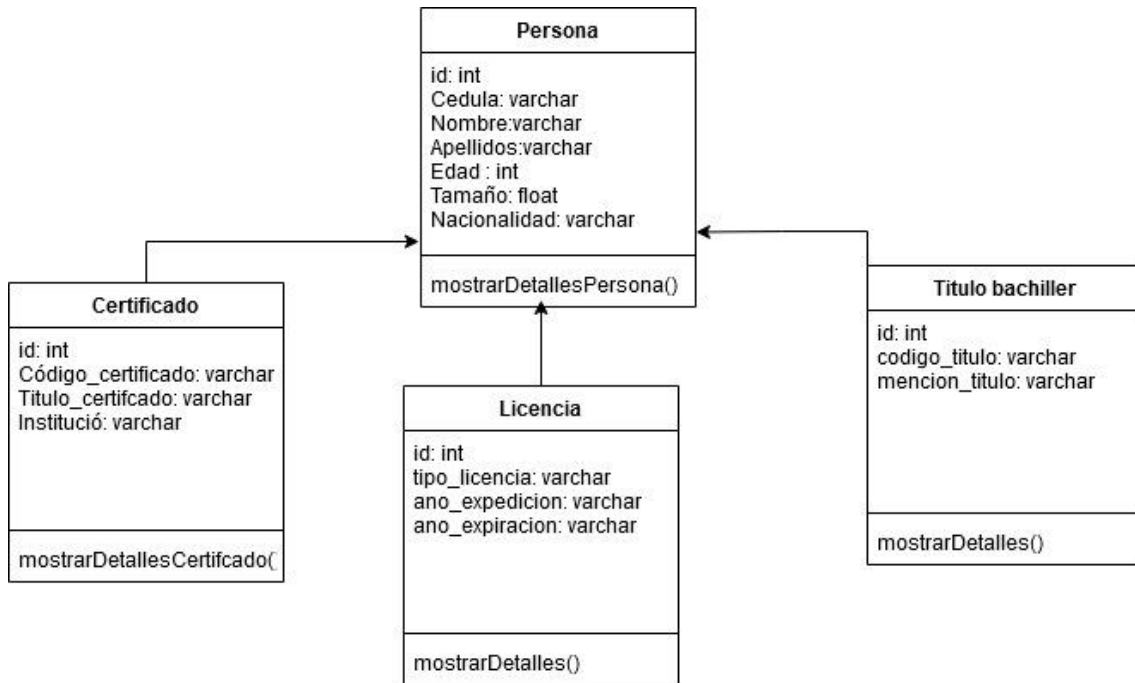 Persona
id: int
Cedula: varchar
Nombre:varchar
Apellidos:varchar
Edad : int
Tamaño: float
Nacionalidad: varchar
mostrarDetallesPersona()
Certificado
id: int
Código_certificado: varchar
Titulo_certifcado: varchar
Institució: varchar
mostrarDetallesCertifcado(
Licencia
id: int
tipo_licencia: varchar
ano_expedicion: varchar
ano_expiracion: varchar
mostrarDetalles()
Titulo bachiller
id: int
codigo_titulo: varchar
mencion_titulo: varchar
mostrarDetalles()